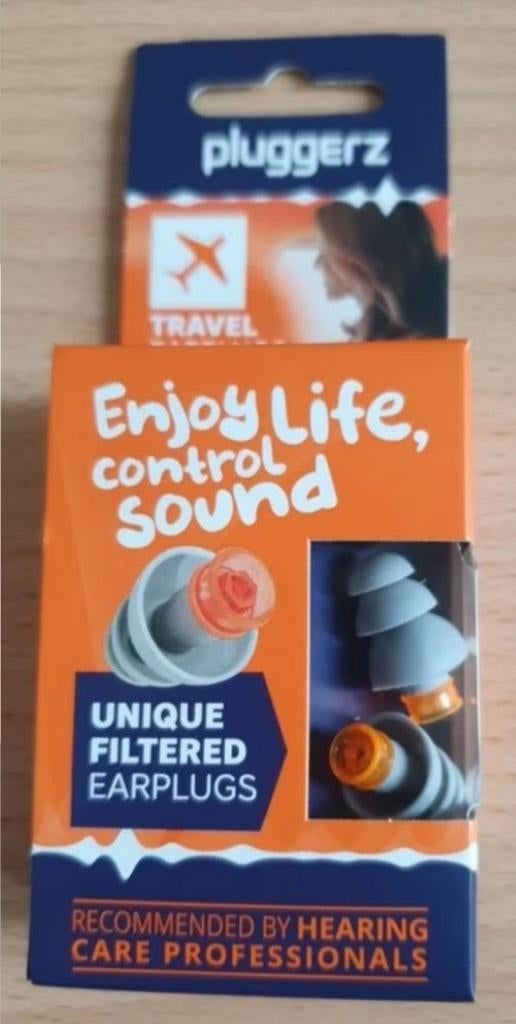 pluggerz
TRAVEL
Enjoy Life,
control
sound
UNIQUE
FILTERED
EARPLUGS
RECOMMENDED BY HEARING
CARE PROFESSIONALS